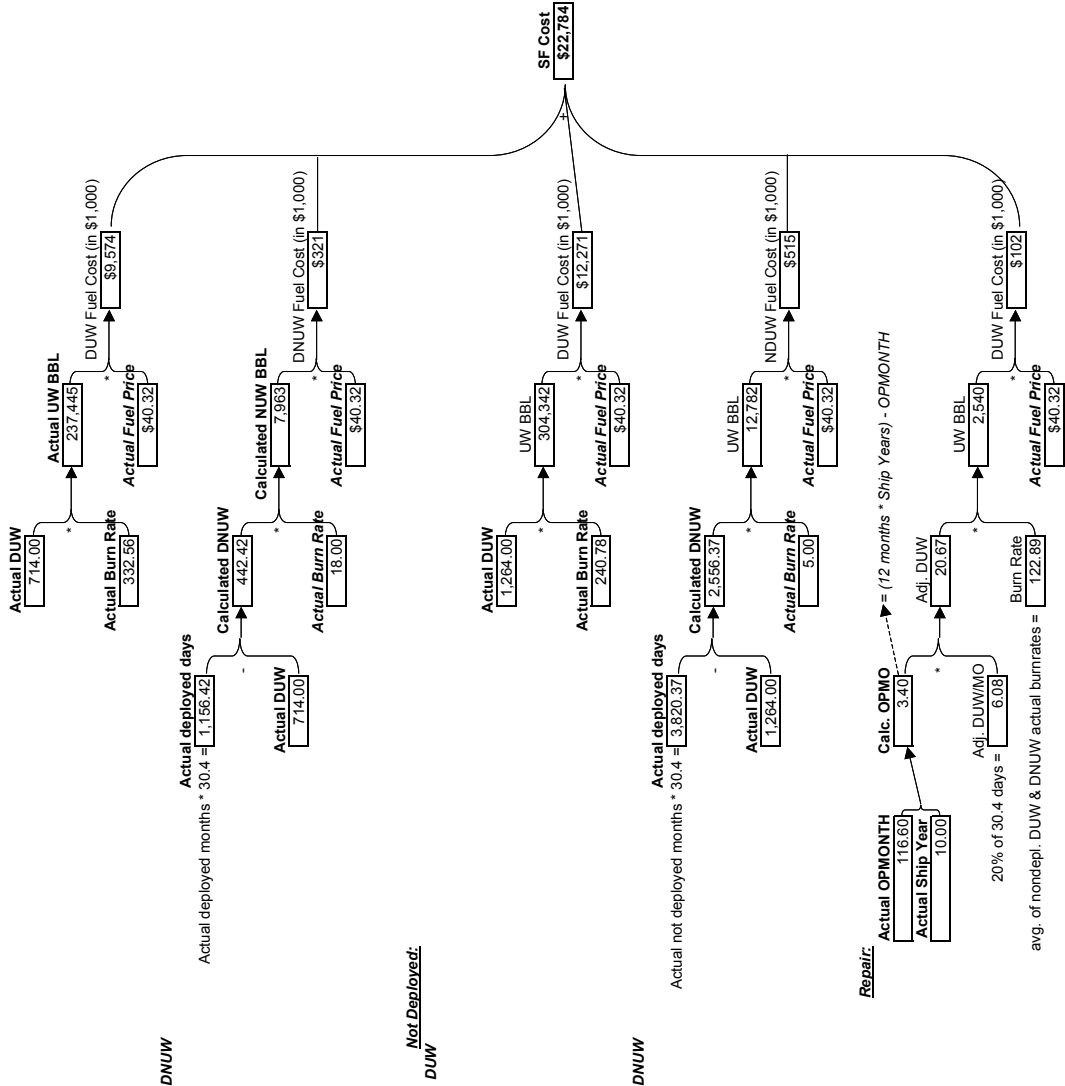 Actual DUW
714.00
*
Actual Burn Rate
332.56
Actual UW BBL
237,445
*
Actual Fuel Price
$40.32
DUW Fuel Cost (in $1,000)
$9,574
DNUW
Actual deployed days
Actual deployed months * 30.4 = 1,156.42
-
Actual DUW
714.00
Calculated DNUW
442.42
*
Actual Burn Rate
18.00
Calculated NUW BBL
7,963
*
Actual Fuel Price
$40.32
DNUW Fuel Cost (in $1,000)
$321
Not Deployed:
DUW
Actual DUW
1,264.00
*
Actual Burn Rate
240.78
UW BBL
304,342
*
Actual Fuel Price
$40.32
DUW Fuel Cost (in $1,000)
$12,271
+
SF Cost
$22,784
DNUW
Actual deployed days
Actual not deployed months * 30.4 = 3,820.37
-
Actual DUW
1,264.00
Calculated DNUW
2,556.37
*
Actual Burn Rate
5.00
UW BBL
12,782
*
Actual Fuel Price
$40.32
NDUW Fuel Cost (in $1,000)
$515
Repair:
Actual OPMONTH
116.60
Actual Ship Year
10.00
Calc. OPMO
3.40
= (12 months * Ship Years) - OPMONTH
*
Adj. DUW/MO
20% of 30.4 days = 6.08
Adj. DUW
20.67
*
Burn Rate
avg. of nondepl. DUW & DNUW actual burnrates = 122.89
UW BBL
2,540
*
Actual Fuel Price
$40.32
DUW Fuel Cost (in $1,000)
$102